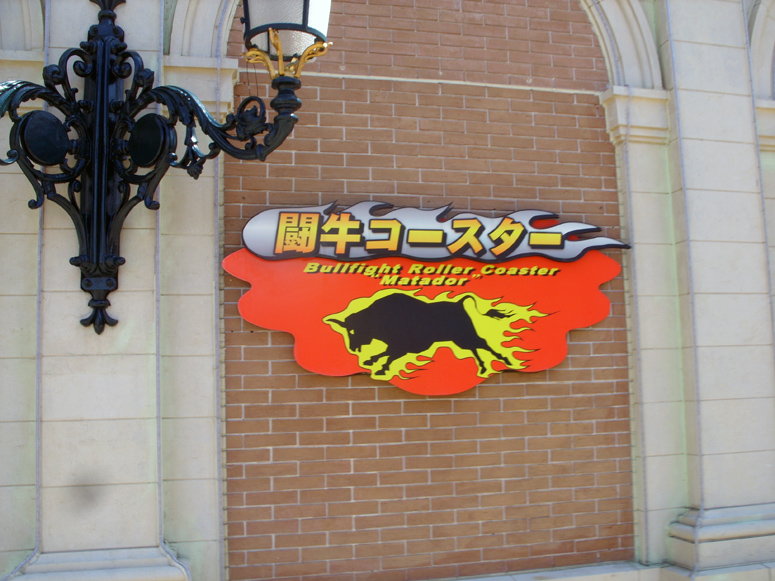 闘牛コースター
Bullfight Roller Coaster
"Matador"